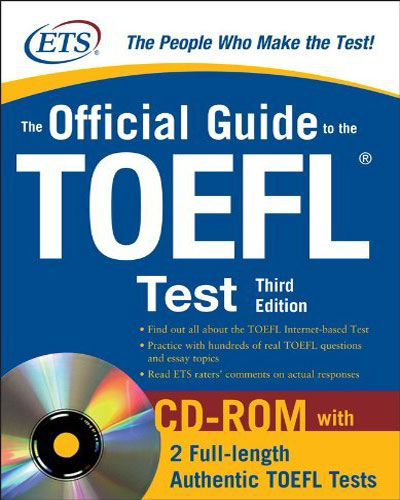 ETS® The People Who Make the Test!
The Official Guide to the
TOEFL®
Test Third
Edition
• Find out all about the TOEFL Internet-based Test
• Practice with hundreds of real TOEFL questions
and essay topics
• Read ETS raters' comments on actual responses
CD-ROM with
2 Full-length
Authentic TOEFL Tests